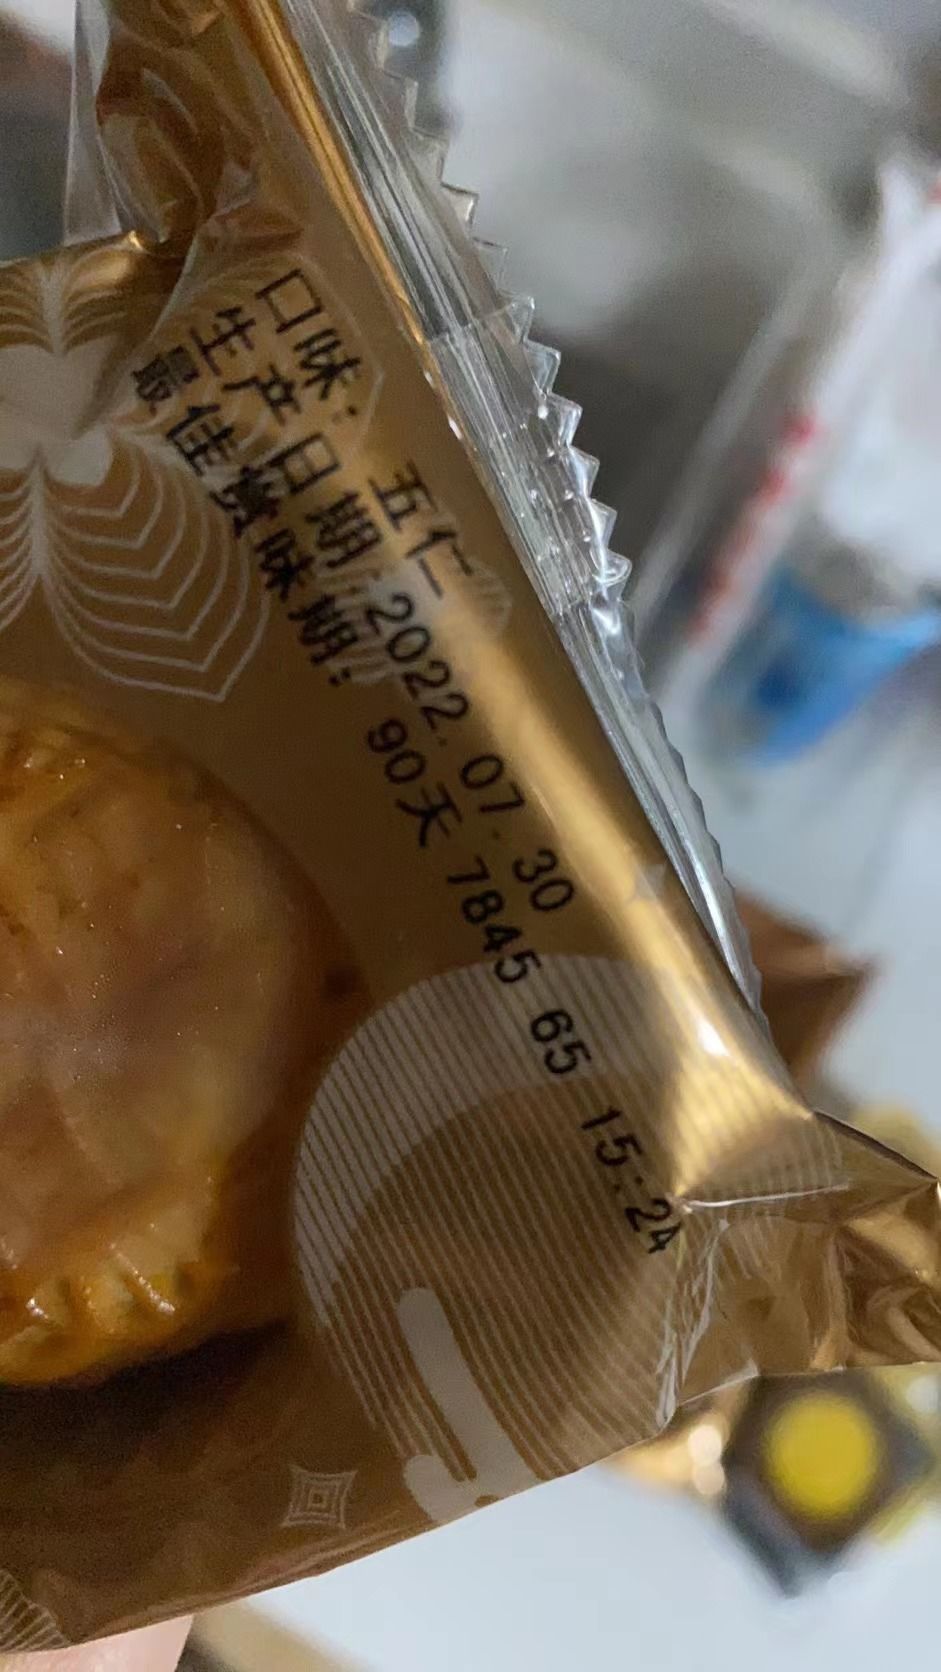 口味: 五仁
生产日期:2022.07.30
最佳赏味期: 90天 7845 65 15:24